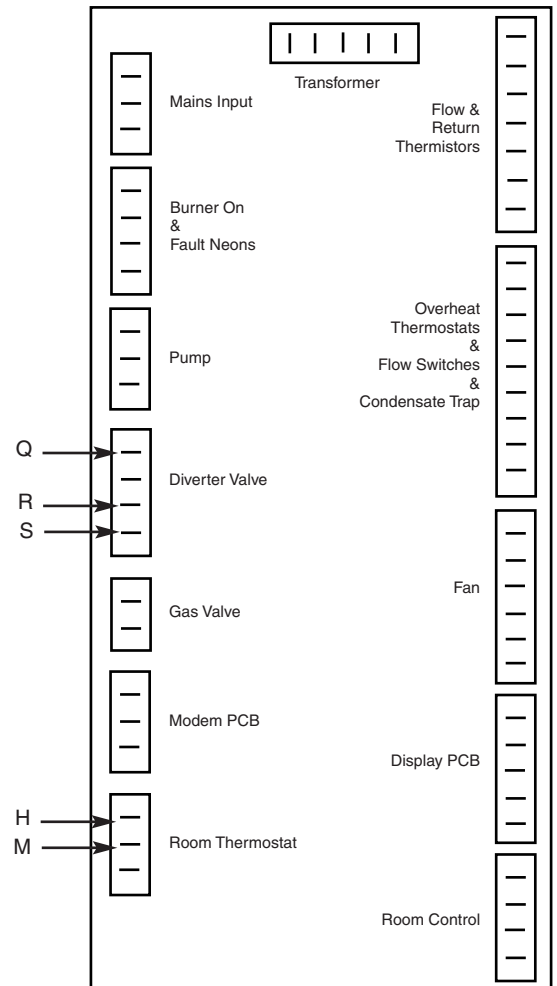 Transformer
Mains Input
Flow &
Return
Thermistors
Burner On
&
Fault Neons
Overheat
Thermostats
&
Flow Switches
&
Condensate Trap
Pump
Q
R
S
Diverter Valve
Fan
Gas Valve
Modem PCB
Display PCB
H
M
Room Thermostat
Room Control